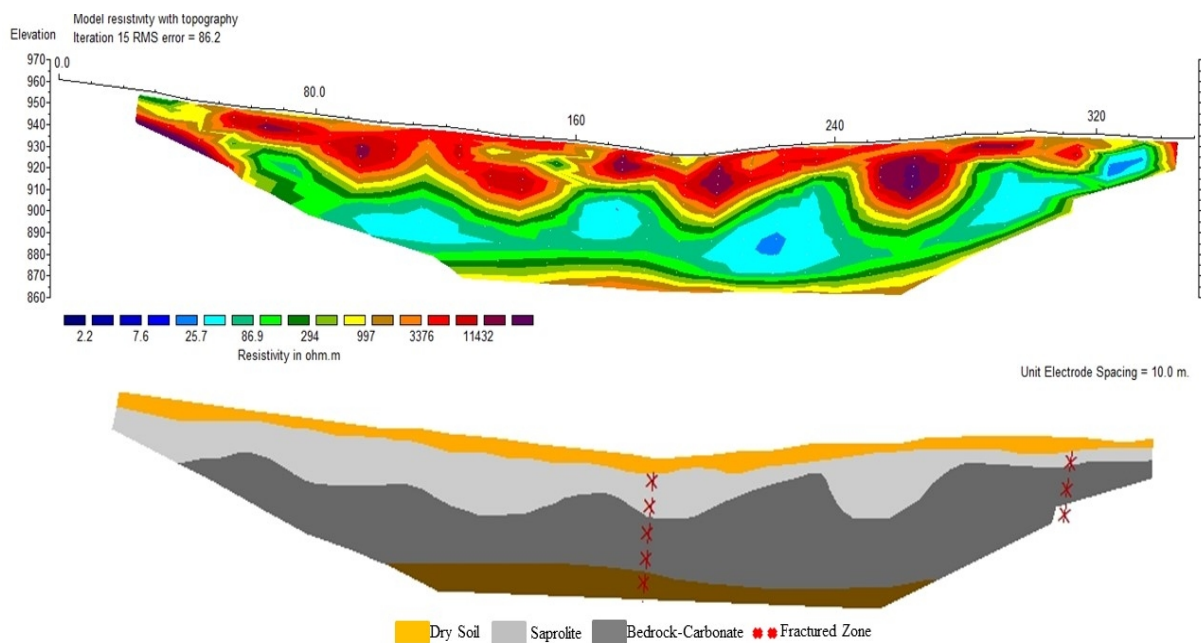 Model resistivity with topography
Elevation Iteration 15 RMS error = 86.2
970
960
950
940
930
920
910
900
890
880
870
860
0.0
80.0
160
240
320
2.2 7.6 25.7 86.9 294 997 3376 11432
Resistivity in ohm.m
Unit Electrode Spacing = 10.0 m.
Dry Soil Saprolite Bedrock-Carbonate Fractured Zone